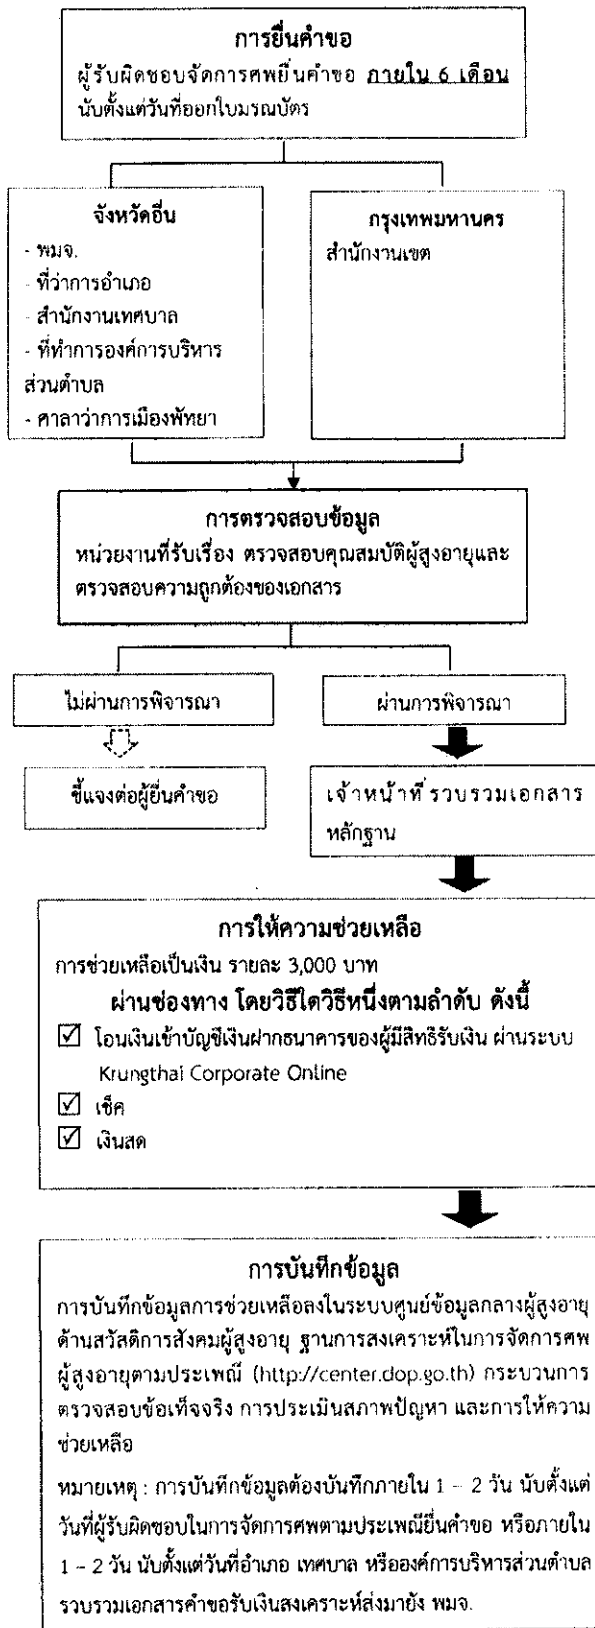 การยื่นคำขอ
ผู้รับผิดชอบจัดการศพยื่นคำขอ ภายใน 6 เดือน
นับตั้งแต่วันที่ออกใบมรณบัตร
จังหวัดอื่น
- พมจ.
- ที่ว่าการอำเภอ
- สำนักงานเทศบาล
- ที่ทำการองค์การบริหาร
ส่วนตำบล
- ศาลาว่าการเมืองพัทยา
กรุงเทพมหานคร
สำนักงานเขต
การตรวจสอบข้อมูล
หน่วยงานที่รับเรื่อง ตรวจสอบคุณสมบัติผู้สูงอายุและ
ตรวจสอบความถูกต้องของเอกสาร
ไม่ผ่านการพิจารณา
ผ่านการพิจารณา
ชี้แจงต่อผู้ยื่นคำขอ
เจ้าหน้าที่รวบรวมเอกสาร
หลักฐาน
การให้ความช่วยเหลือ
การช่วยเหลือเป็นเงิน รายละ 3,000 บาท
ผ่านช่องทาง โดยวิธีใดวิธีหนึ่งตามลำดับ ดังนี้
☑ โอนเงินเข้าบัญชีเงินฝากธนาคารของผู้มีสิทธิรับเงิน ผ่านระบบ
Krungthai Corporate Online
☑ เช็ค
☑ เงินสด
การบันทึกข้อมูล
การบันทึกข้อมูลการช่วยเหลือลงในระบบศูนย์ข้อมูลกลางผู้สูงอายุ
ด้านสวัสดิการสังคมผู้สูงอายุ ฐานการสงเคราะห์ในการจัดการศพ
ผู้สูงอายุตามประเพณี (http://center.dop.go.th) กระบวนการ
ตรวจสอบข้อเท็จจริง การประเมินสภาพปัญหา และการให้ความ
ช่วยเหลือ
หมายเหตุ : การบันทึกข้อมูลต้องบันทึกภายใน 1 – 2 วัน นับตั้งแต่
วันที่ผู้รับผิดชอบในการจัดการศพตามประเพณียื่นคำขอ หรือภายใน
1 – 2 วัน นับตั้งแต่วันที่อำเภอ เทศบาล หรือองค์การบริหารส่วนตำบล
รวบรวมเอกสารคำขอรับเงินสงเคราะห์ส่งมายัง พมจ.